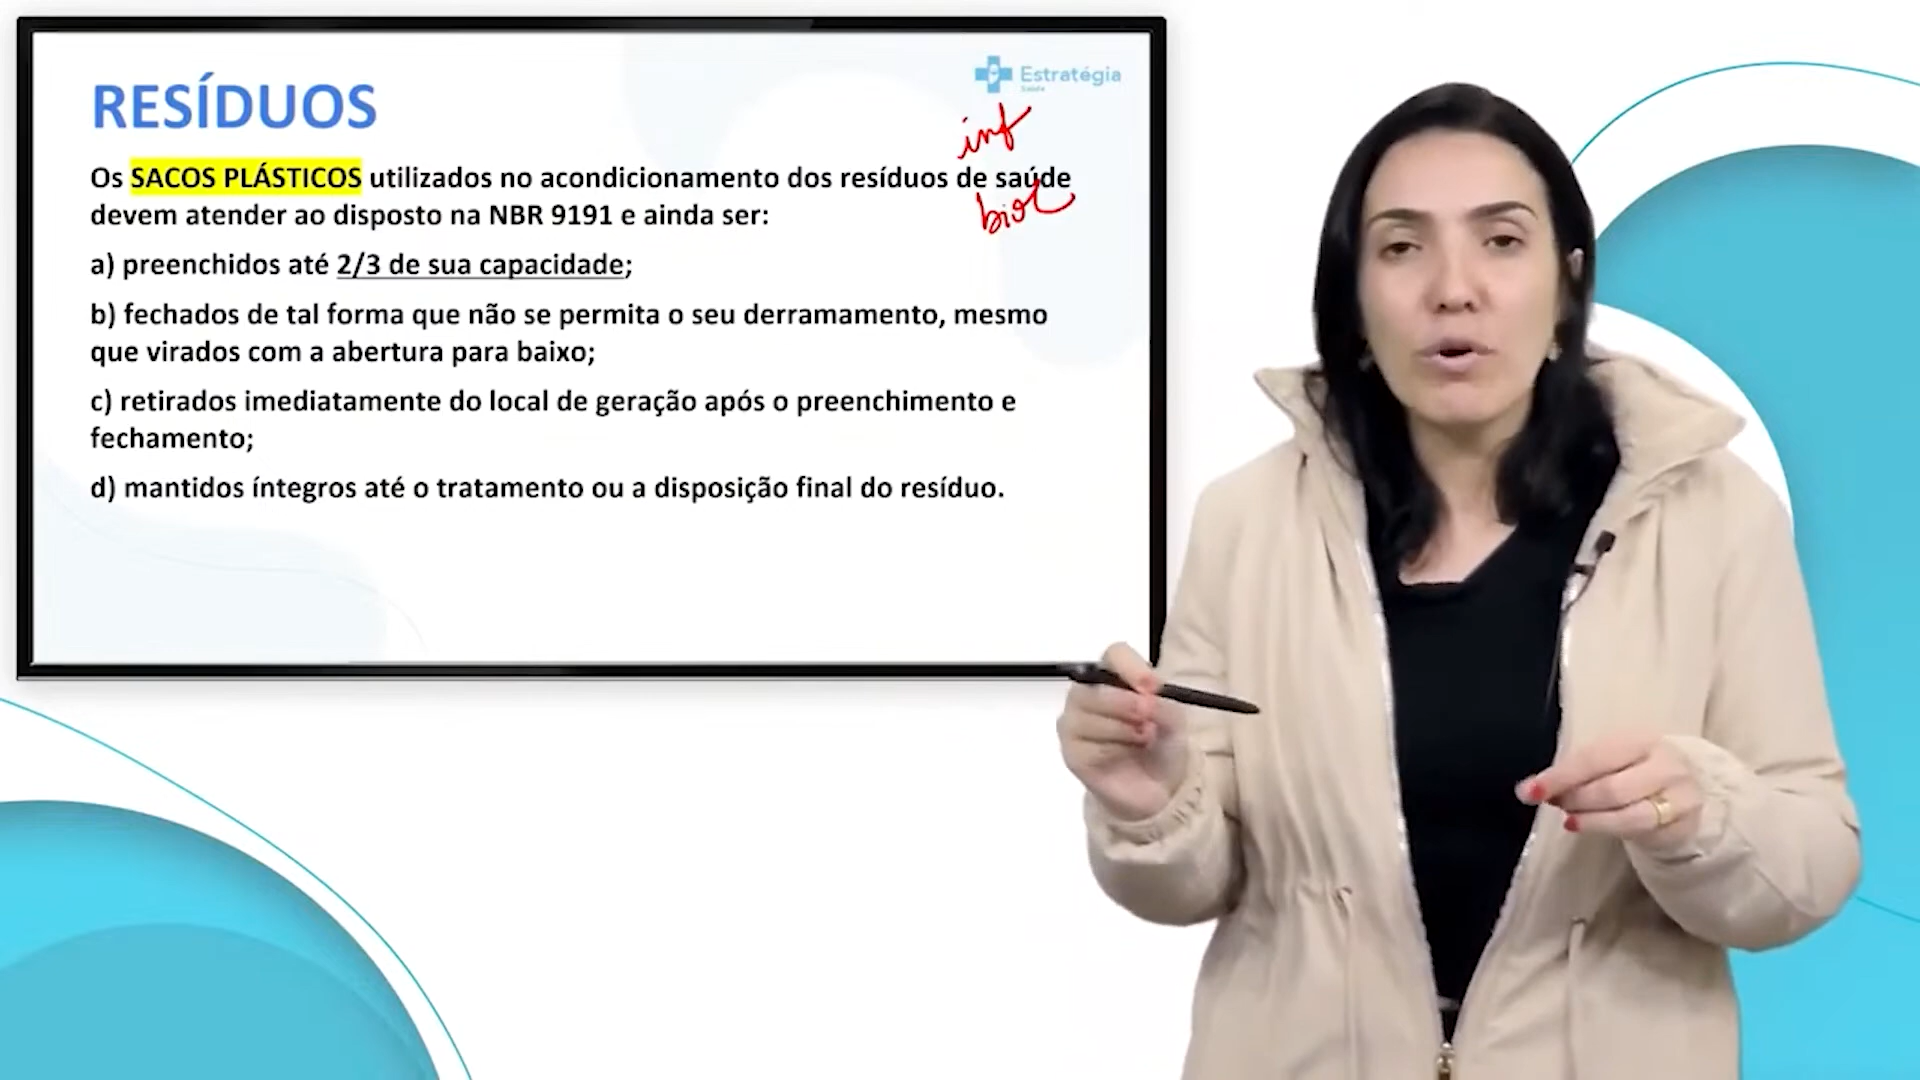 Estratégia
Saúde
RESÍDUOS
inf
Os SACOS PLÁSTICOS utilizados no acondicionamento dos resíduos de saúde
biol
devem atender ao disposto na NBR 9191 e ainda ser:
a) preenchidos até 2/3 de sua capacidade;
b) fechados de tal forma que não se permita o seu derramamento, mesmo
que virados com a abertura para baixo;
c) retirados imediatamente do local de geração após o preenchimento e
fechamento;
d) mantidos íntegros até o tratamento ou a disposição final do resíduo.